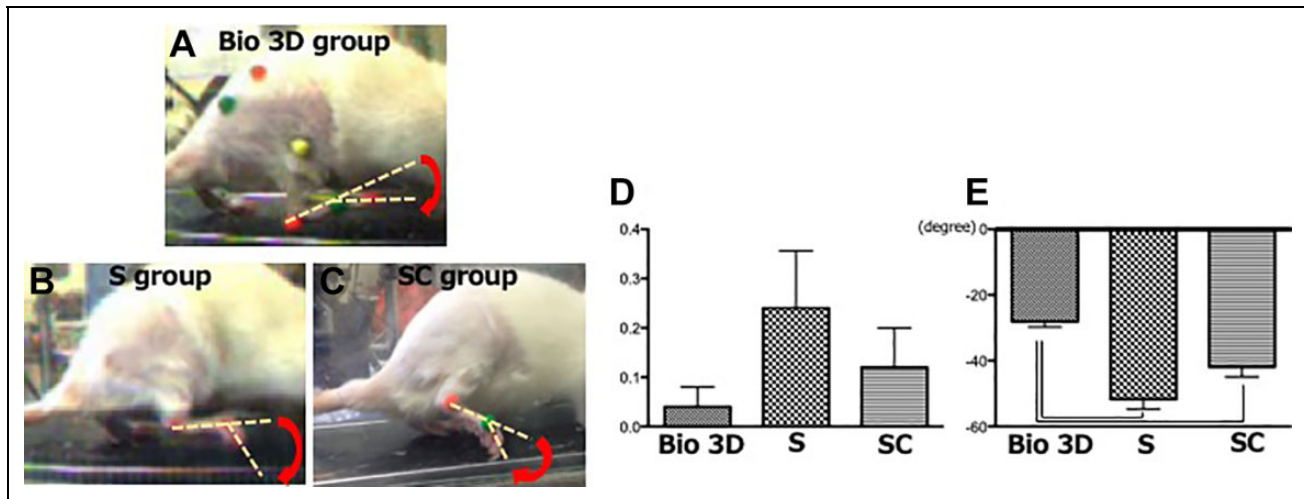 A Bio 3D group
B S group
C SC group
D
0.4
0.3
0.2
0.1
0.0
Bio 3D S SC
E
(degree) 0
-20
-40
-60
Bio 3D S SC